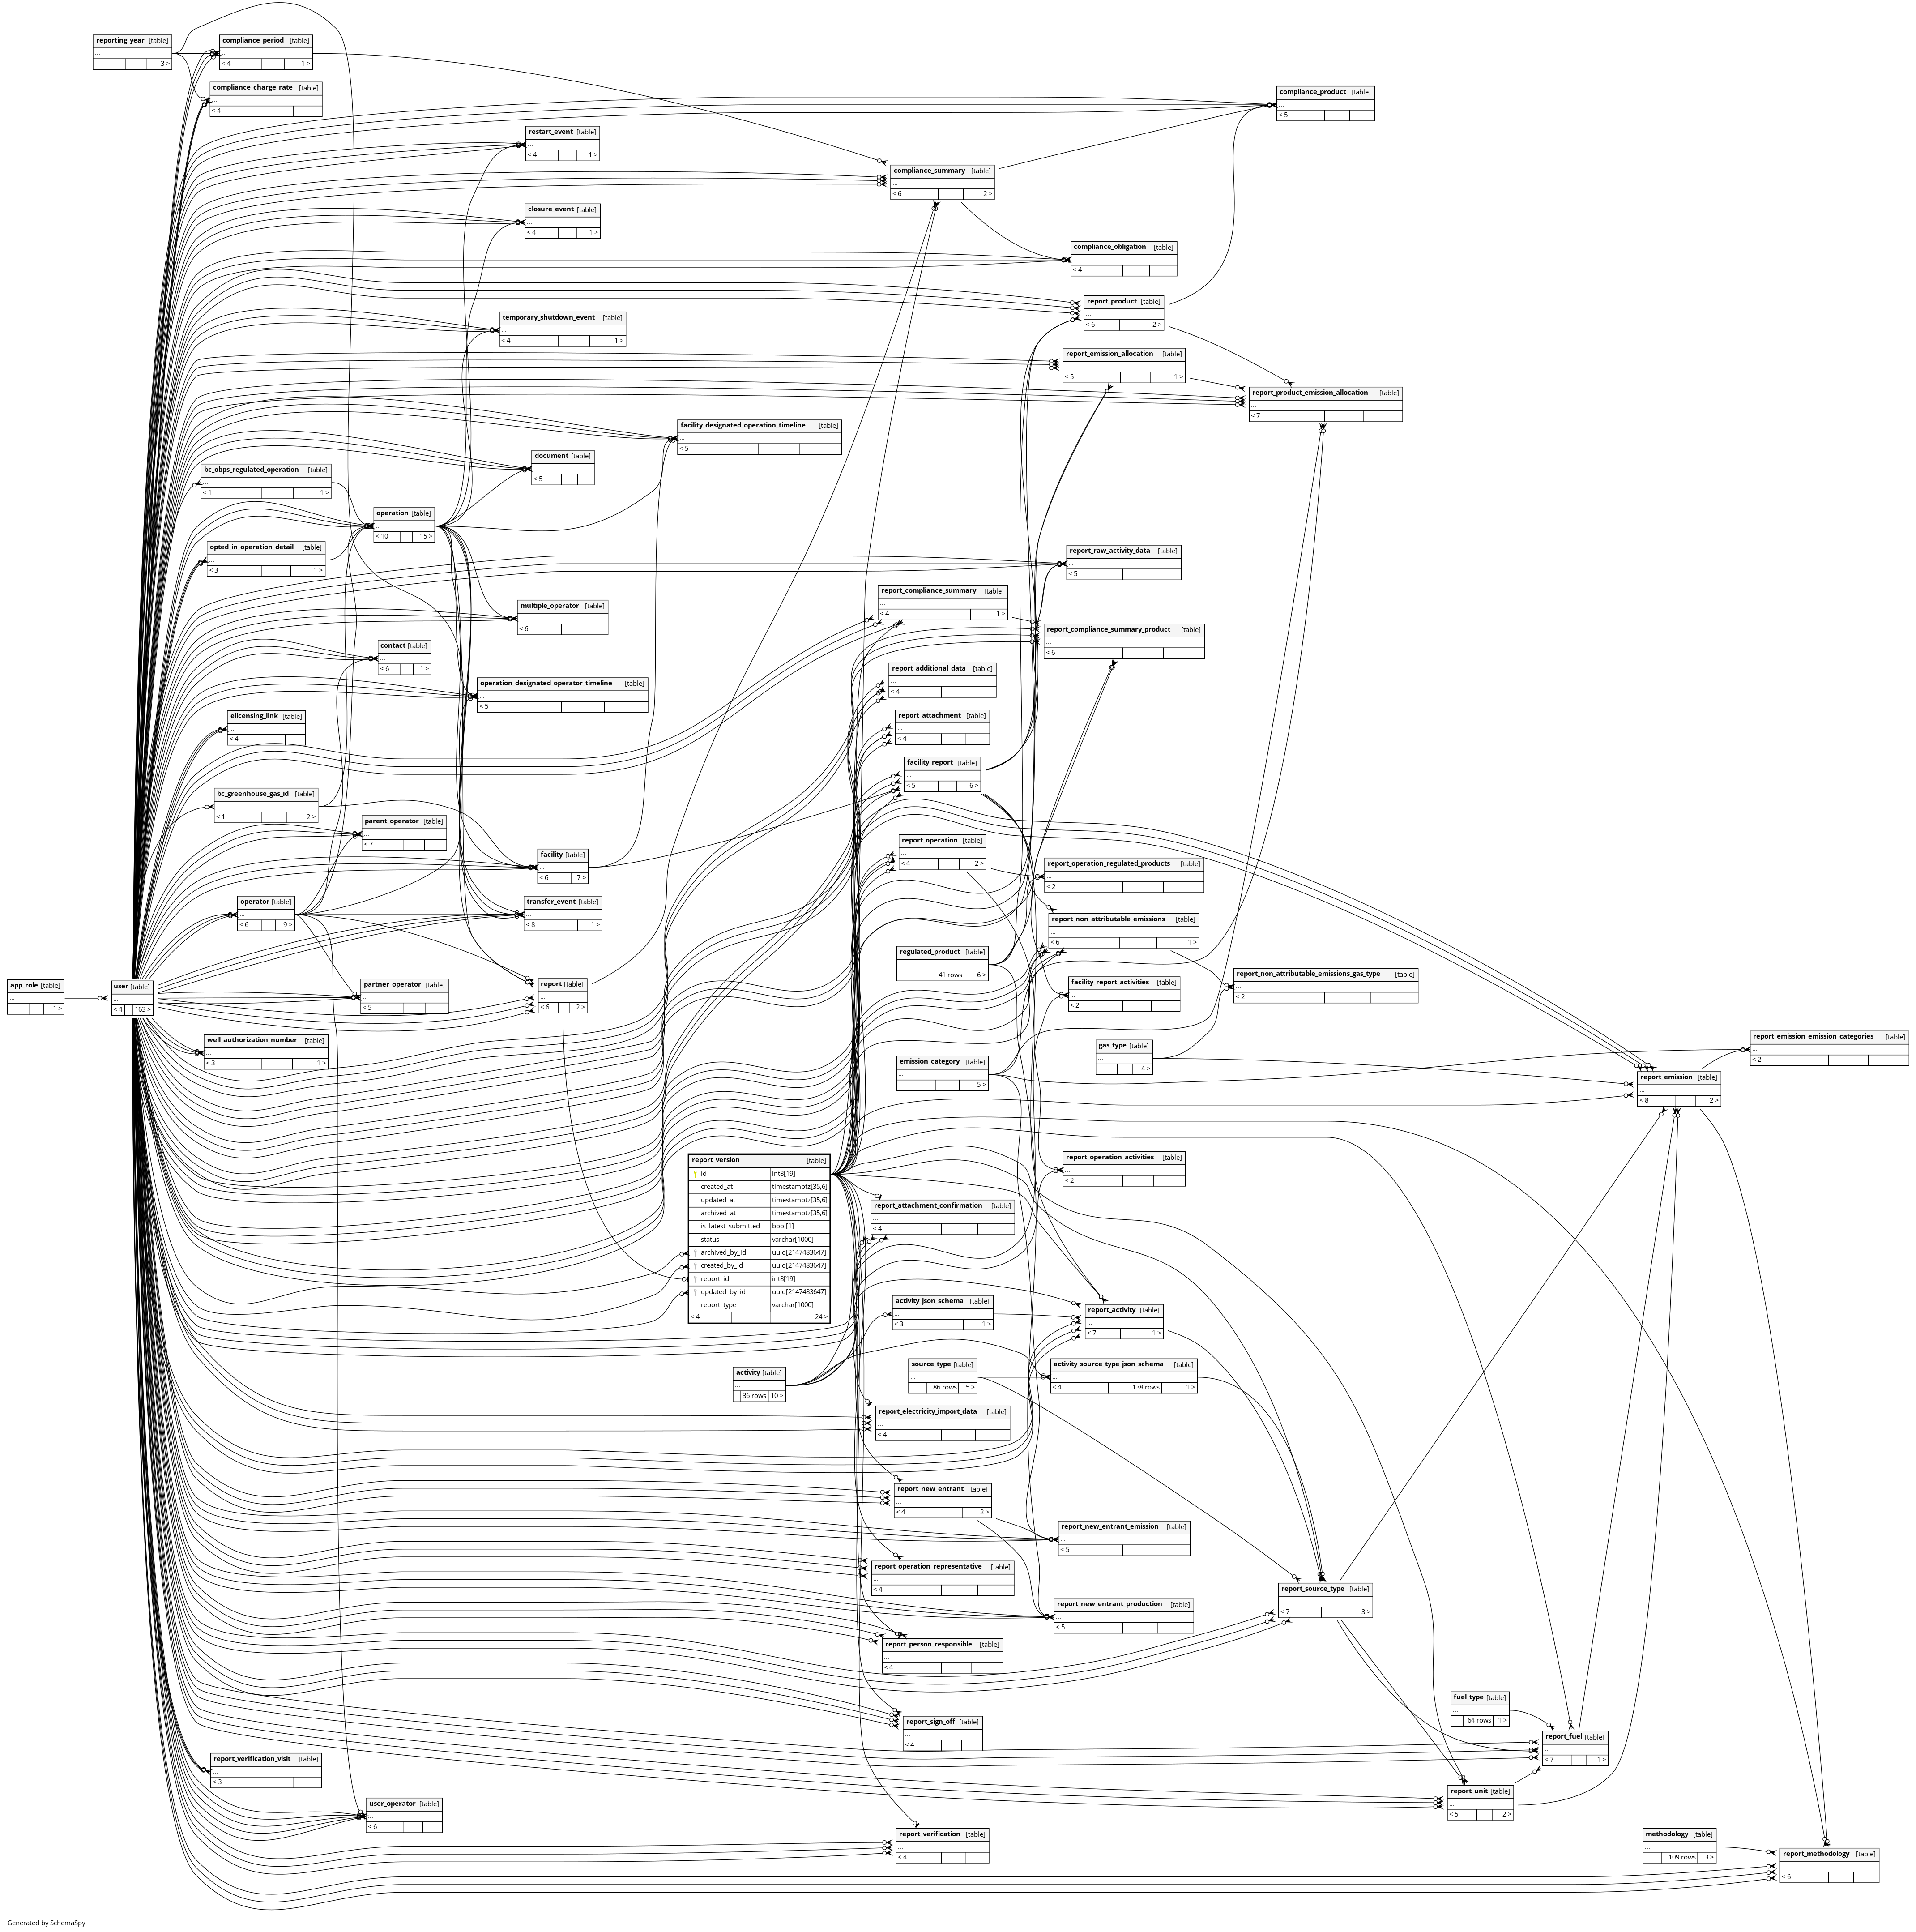 reporting_year [table]
...
3 >
compliance_period [table]
...
< 4 1 >
compliance_charge_rate [table]
...
< 4
compliance_product [table]
...
< 5
restart_event [table]
...
< 4 1 >
compliance_summary [table]
...
< 6 2 >
closure_event [table]
...
< 4 1 >
compliance_obligation [table]
...
< 4
report_product [table]
...
< 6 2 >
temporary_shutdown_event [table]
...
< 4 1 >
report_emission_allocation [table]
...
< 5 1 >
report_product_emission_allocation [table]
...
< 7
facility_designated_operation_timeline [table]
...
< 5
document [table]
...
< 5
bc_obps_regulated_operation [table]
...
< 1 1 >
operation [table]
...
< 10 15 >
opted_in_operation_detail [table]
...
< 3 1 >
report_raw_activity_data [table]
...
< 5
report_compliance_summary [table]
...
< 4 1 >
multiple_operator [table]
...
< 6
report_compliance_summary_product [table]
...
< 6
contact [table]
...
< 6 1 >
report_additional_data [table]
...
< 4
operation_designated_operator_timeline [table]
...
< 5
elicensing_link [table]
...
< 4
report_attachment [table]
...
< 4
facility_report [table]
...
< 5 6 >
bc_greenhouse_gas_id [table]
...
< 1 2 >
parent_operator [table]
...
< 7
report_operation [table]
...
< 4 2 >
facility [table]
...
< 6 7 >
report_operation_regulated_products [table]
...
< 2
operator [table]
...
< 6 9 >
transfer_event [table]
...
< 8 1 >
report_non_attributable_emissions [table]
...
< 6 1 >
regulated_product [table]
...
41 rows 6 >
report_non_attributable_emissions_gas_type [table]
...
< 2
app_role [table]
...
1 >
user [table]
...
< 4 163 >
partner_operator [table]
...
< 5
report [table]
...
< 6 2 >
facility_report_activities [table]
...
< 2
well_authorization_number [table]
...
< 3 1 >
gas_type [table]
...
4 >
report_emission_emission_categories [table]
...
< 2
emission_category [table]
...
5 >
report_emission [table]
...
< 8 2 >
report_version [table]
id int8[19]
created_at timestamptz[35,6]
updated_at timestamptz[35,6]
archived_at timestamptz[35,6]
is_latest_submitted bool[1]
status varchar[1000]
archived_by_id uuid[2147483647]
created_by_id uuid[2147483647]
report_id int8[19]
updated_by_id uuid[2147483647]
report_type varchar[1000]
< 4 24 >
report_operation_activities [table]
...
< 2
report_attachment_confirmation [table]
...
< 4
activity_json_schema [table]
...
< 3 1 >
report_activity [table]
...
< 7 1 >
activity [table]
...
36 rows 10 >
source_type [table]
...
86 rows 5 >
activity_source_type_json_schema [table]
...
< 4 138 rows 1 >
report_electricity_import_data [table]
...
< 4
report_new_entrant [table]
...
< 4 2 >
report_new_entrant_emission [table]
...
< 5
report_operation_representative [table]
...
< 4
report_source_type [table]
...
< 7 3 >
report_new_entrant_production [table]
...
< 5
report_person_responsible [table]
...
< 4
fuel_type [table]
...
64 rows 1 >
report_sign_off [table]
...
< 4
report_fuel [table]
...
< 7 1 >
report_verification_visit [table]
...
< 3
report_unit [table]
...
< 5 2 >
user_operator [table]
...
< 6
report_verification [table]
...
< 4
methodology [table]
...
109 rows 3 >
report_methodology [table]
...
< 6
Generated by SchemaSpy